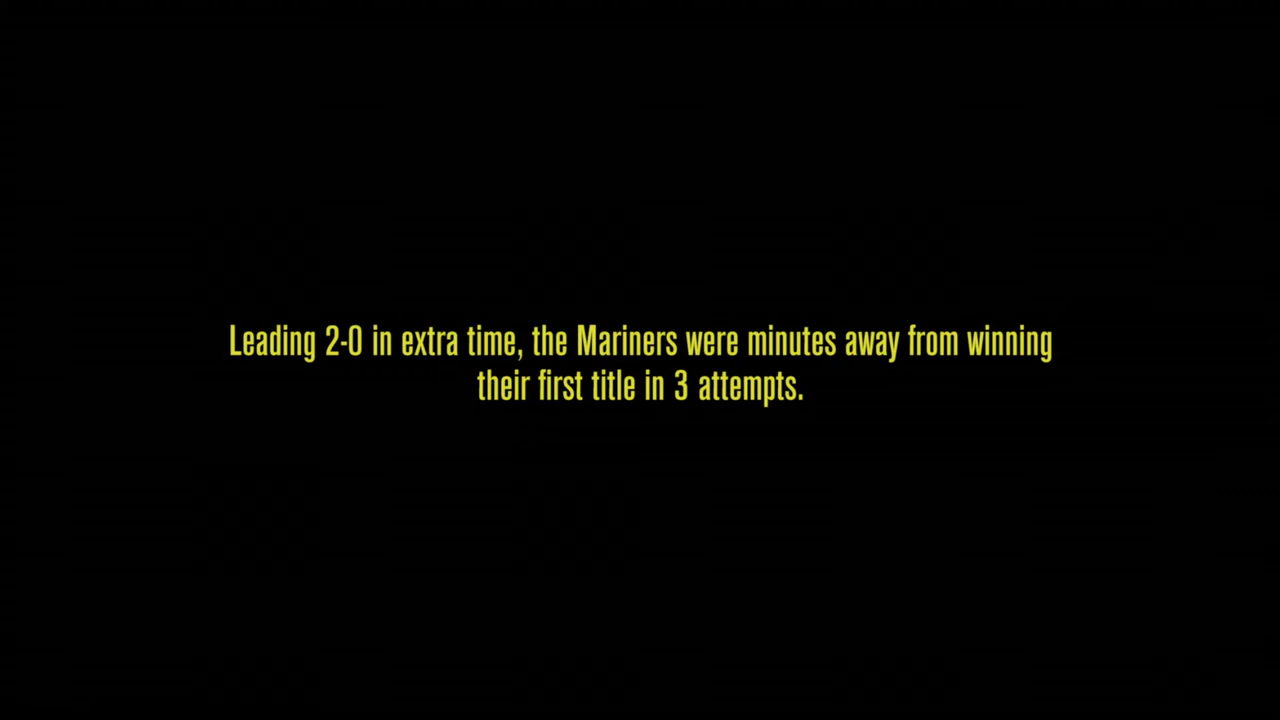 Leading 2-0 in extra time, the Mariners were minutes away from winning
their first title in 3 attempts.